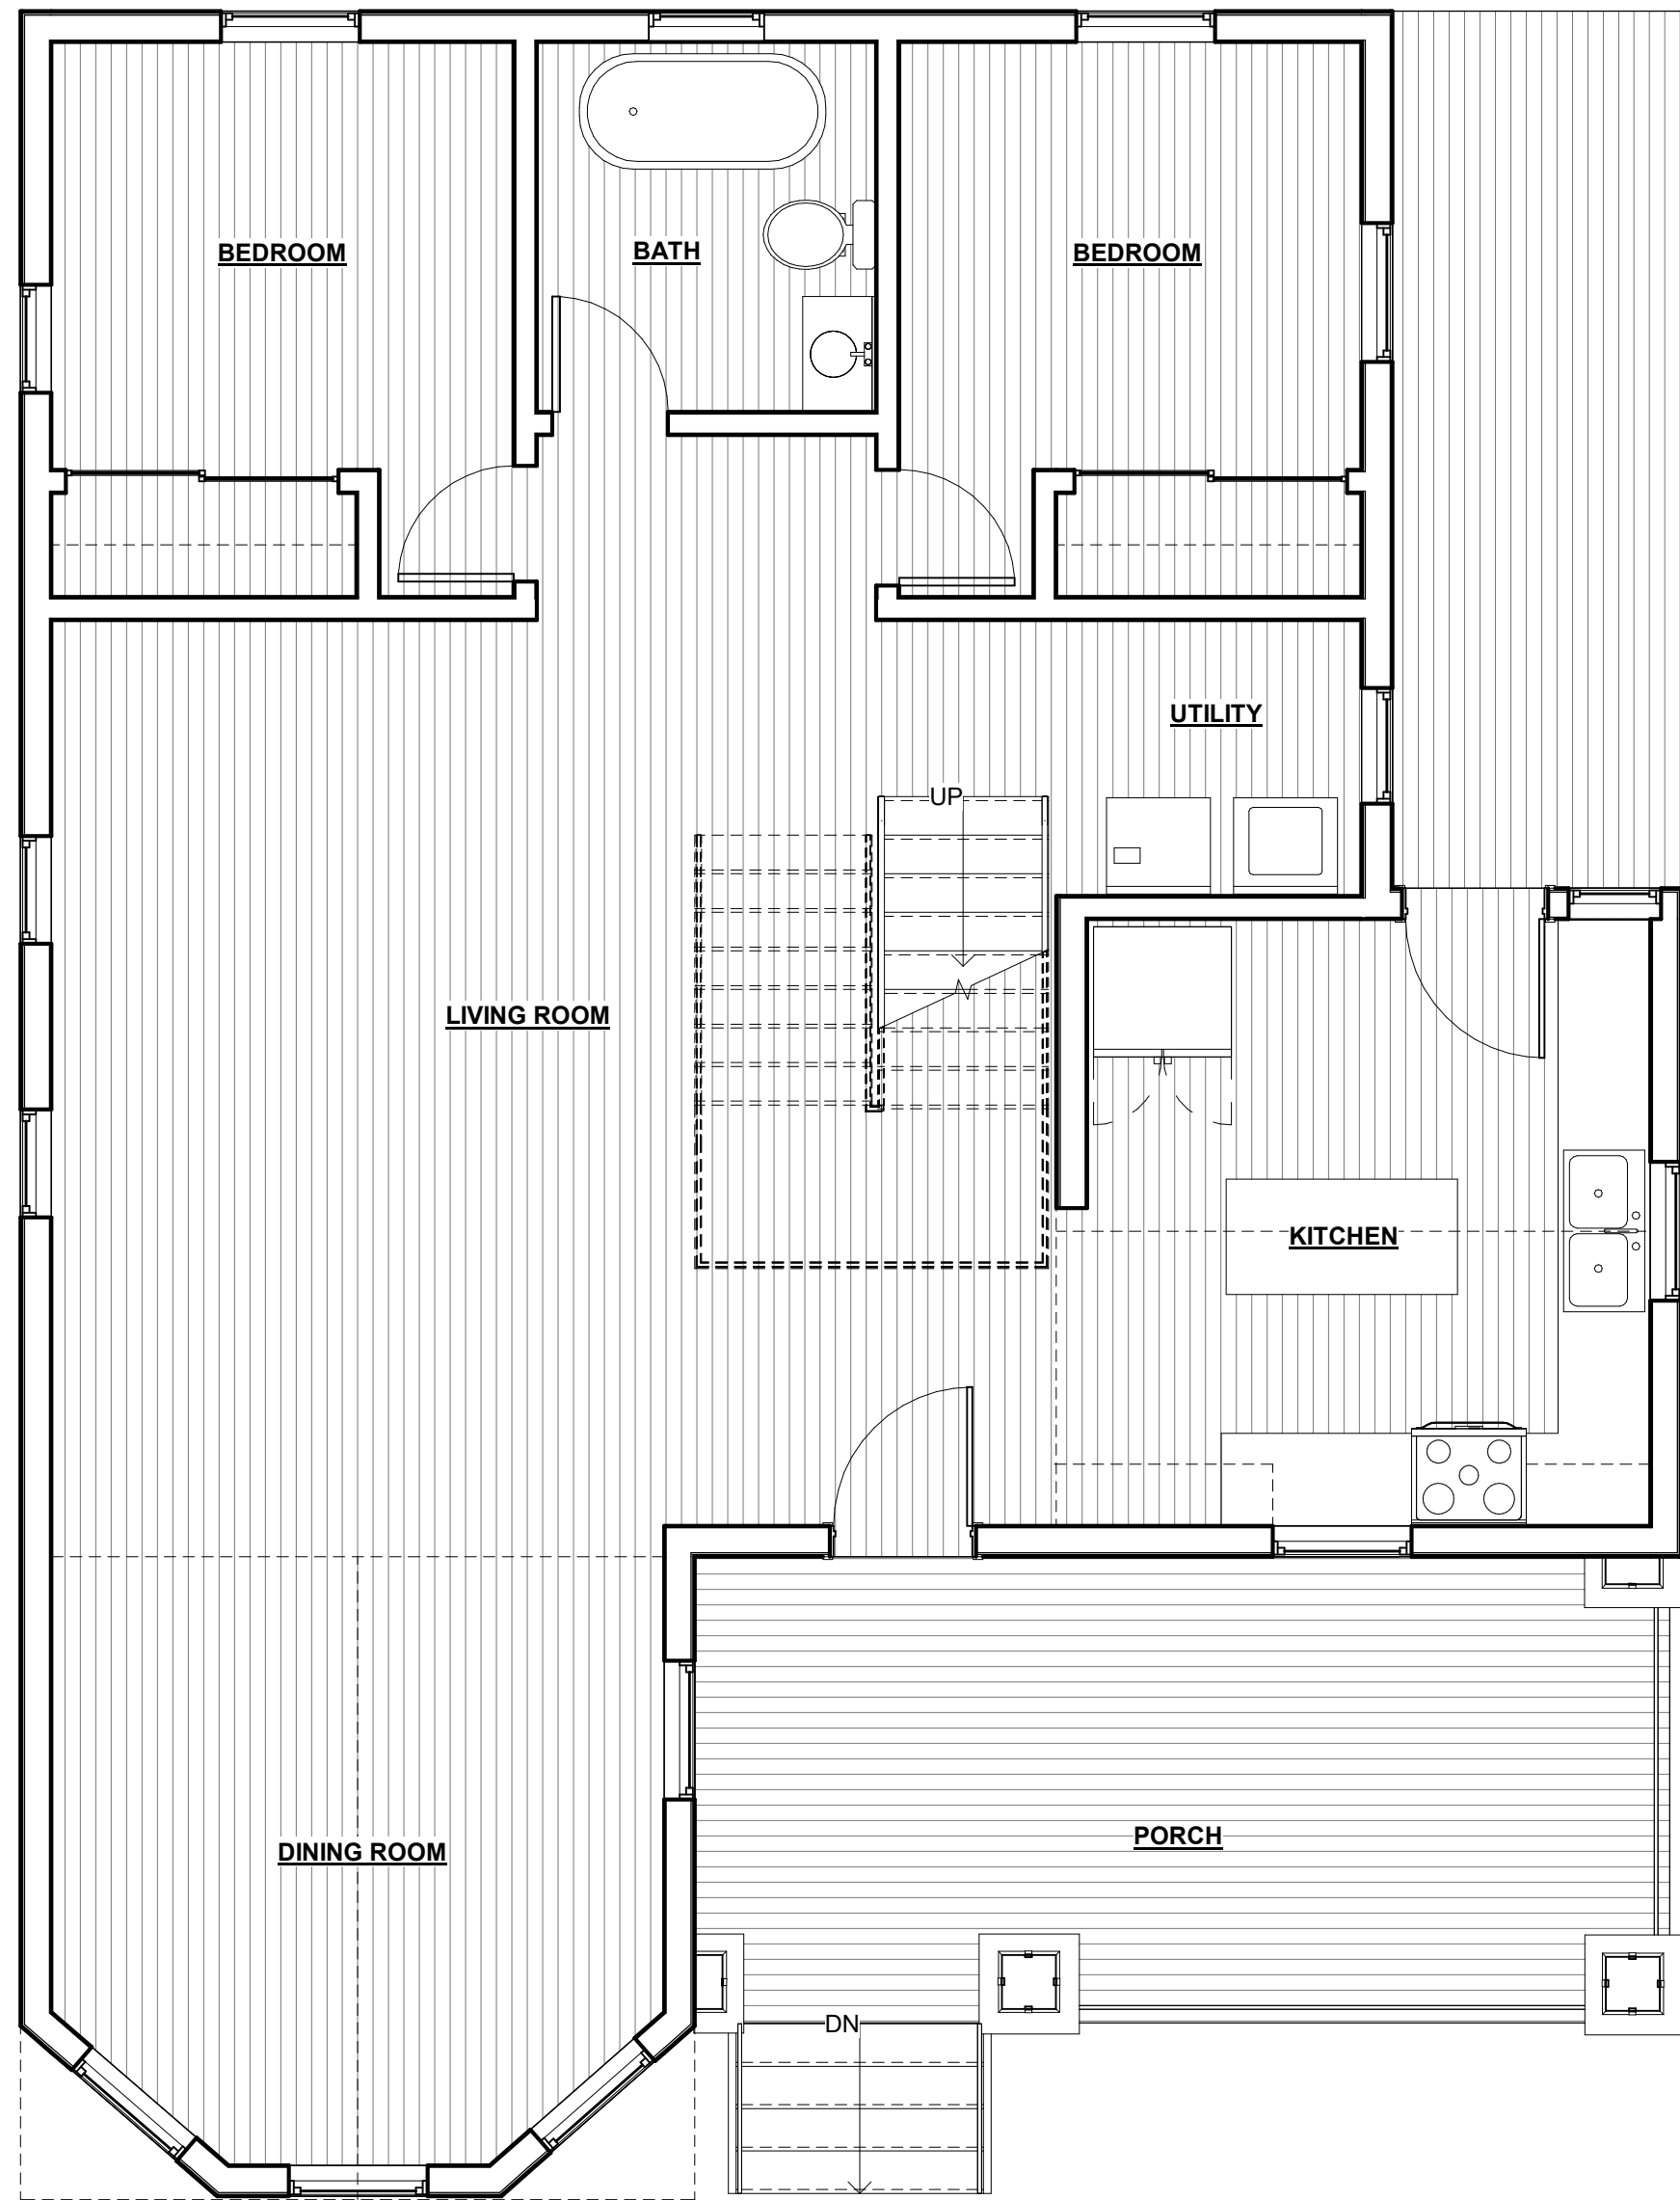 BEDROOM
BATH
BEDROOM
UTILITY
UP
LIVING ROOM
KITCHEN
DINING ROOM
PORCH
DN